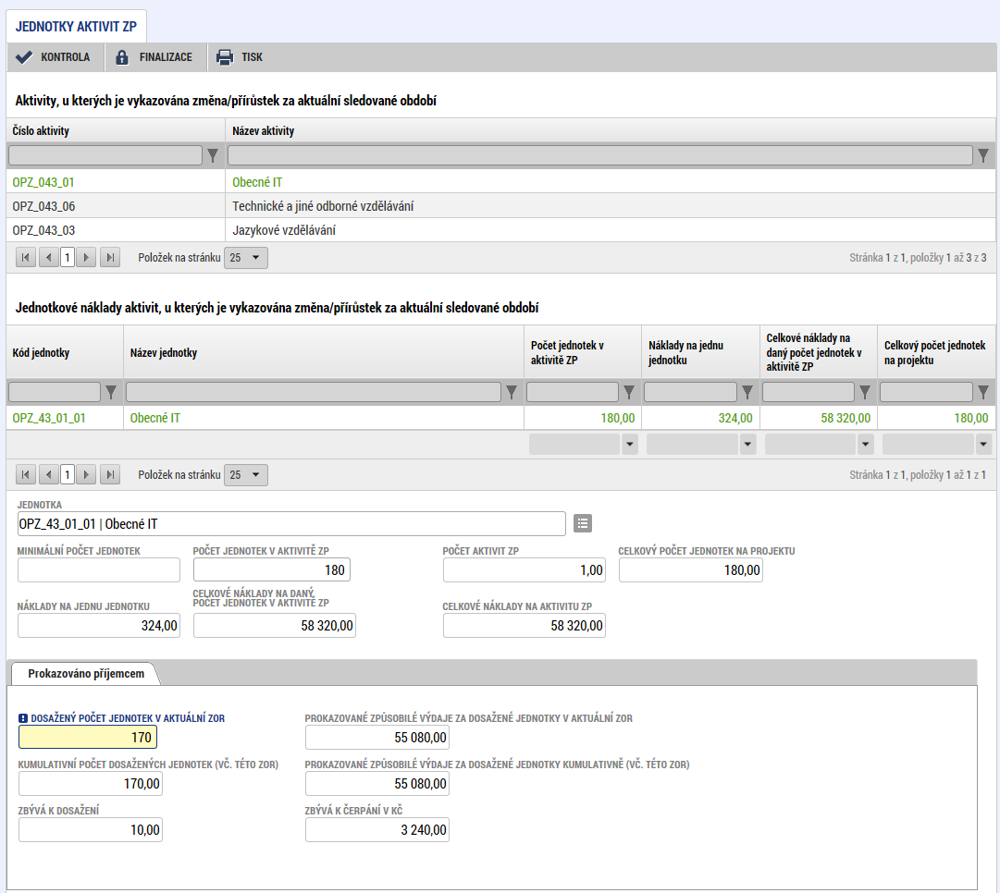 JEDNOTKY AKTIVIT ZP
KONTROLA FINALIZACE TISK
Aktivity, u kterých je vykazována změna/přírůstek za aktuální sledované období
Číslo aktivity Název aktivity
OPZ_043_01 Obecné IT
OPZ_043_06 Technické a jiné odborné vzdělávání
OPZ_043_03 Jazykové vzdělávání
1 Položek na stránku 25 Stránka 1 z 1, položky 1 až 3 z 3
Jednotkové náklady aktivit, u kterých je vykazována změna/přírůstek za aktuální sledované období
Kód jednotky Název jednotky Počet jednotek v aktivitě ZP Náklady na jednu jednotku Celkové náklady na daný počet jednotek v aktivitě ZP Celkový počet jednotek na projektu
OPZ_43_01_01 Obecné IT 180,00 324,00 58 320,00 180,00
1 Položek na stránku 25 Stránka 1 z 1, položky 1 až 1 z 1
JEDNOTKA
OPZ_43_01_01 | Obecné IT
MINIMÁLNÍ POČET JEDNOTEK POČET JEDNOTEK V AKTIVITĚ ZP POČET AKTIVIT ZP CELKOVÝ POČET JEDNOTEK NA PROJEKTU
180 1,00 180,00
NÁKLADY NA JEDNU JEDNOTKU CELKOVÉ NÁKLADY NA DANÝ POČET JEDNOTEK V AKTIVITĚ ZP CELKOVÉ NÁKLADY NA AKTIVITU ZP
324,00 58 320,00 58 320,00
Prokazováno příjemcem
DOSAŽENÝ POČET JEDNOTEK V AKTUÁLNÍ ZOR PROKAZOVANÉ ZPŮSOBILÉ VÝDAJE ZA DOSAŽENÉ JEDNOTKY V AKTUÁLNÍ ZOR
170 55 080,00
KUMULATIVNÍ POČET DOSAŽENÝCH JEDNOTEK (VČ. TÉTO ZOR) PROKAZOVANÉ ZPŮSOBILÉ VÝDAJE ZA DOSAŽENÉ JEDNOTKY KUMULATIVNĚ (VČ. TÉTO ZOR)
170,00 55 080,00
ZBÝVÁ K DOSAŽENÍ ZBÝVÁ K ČERPÁNÍ V KČ
10,00 3 240,00